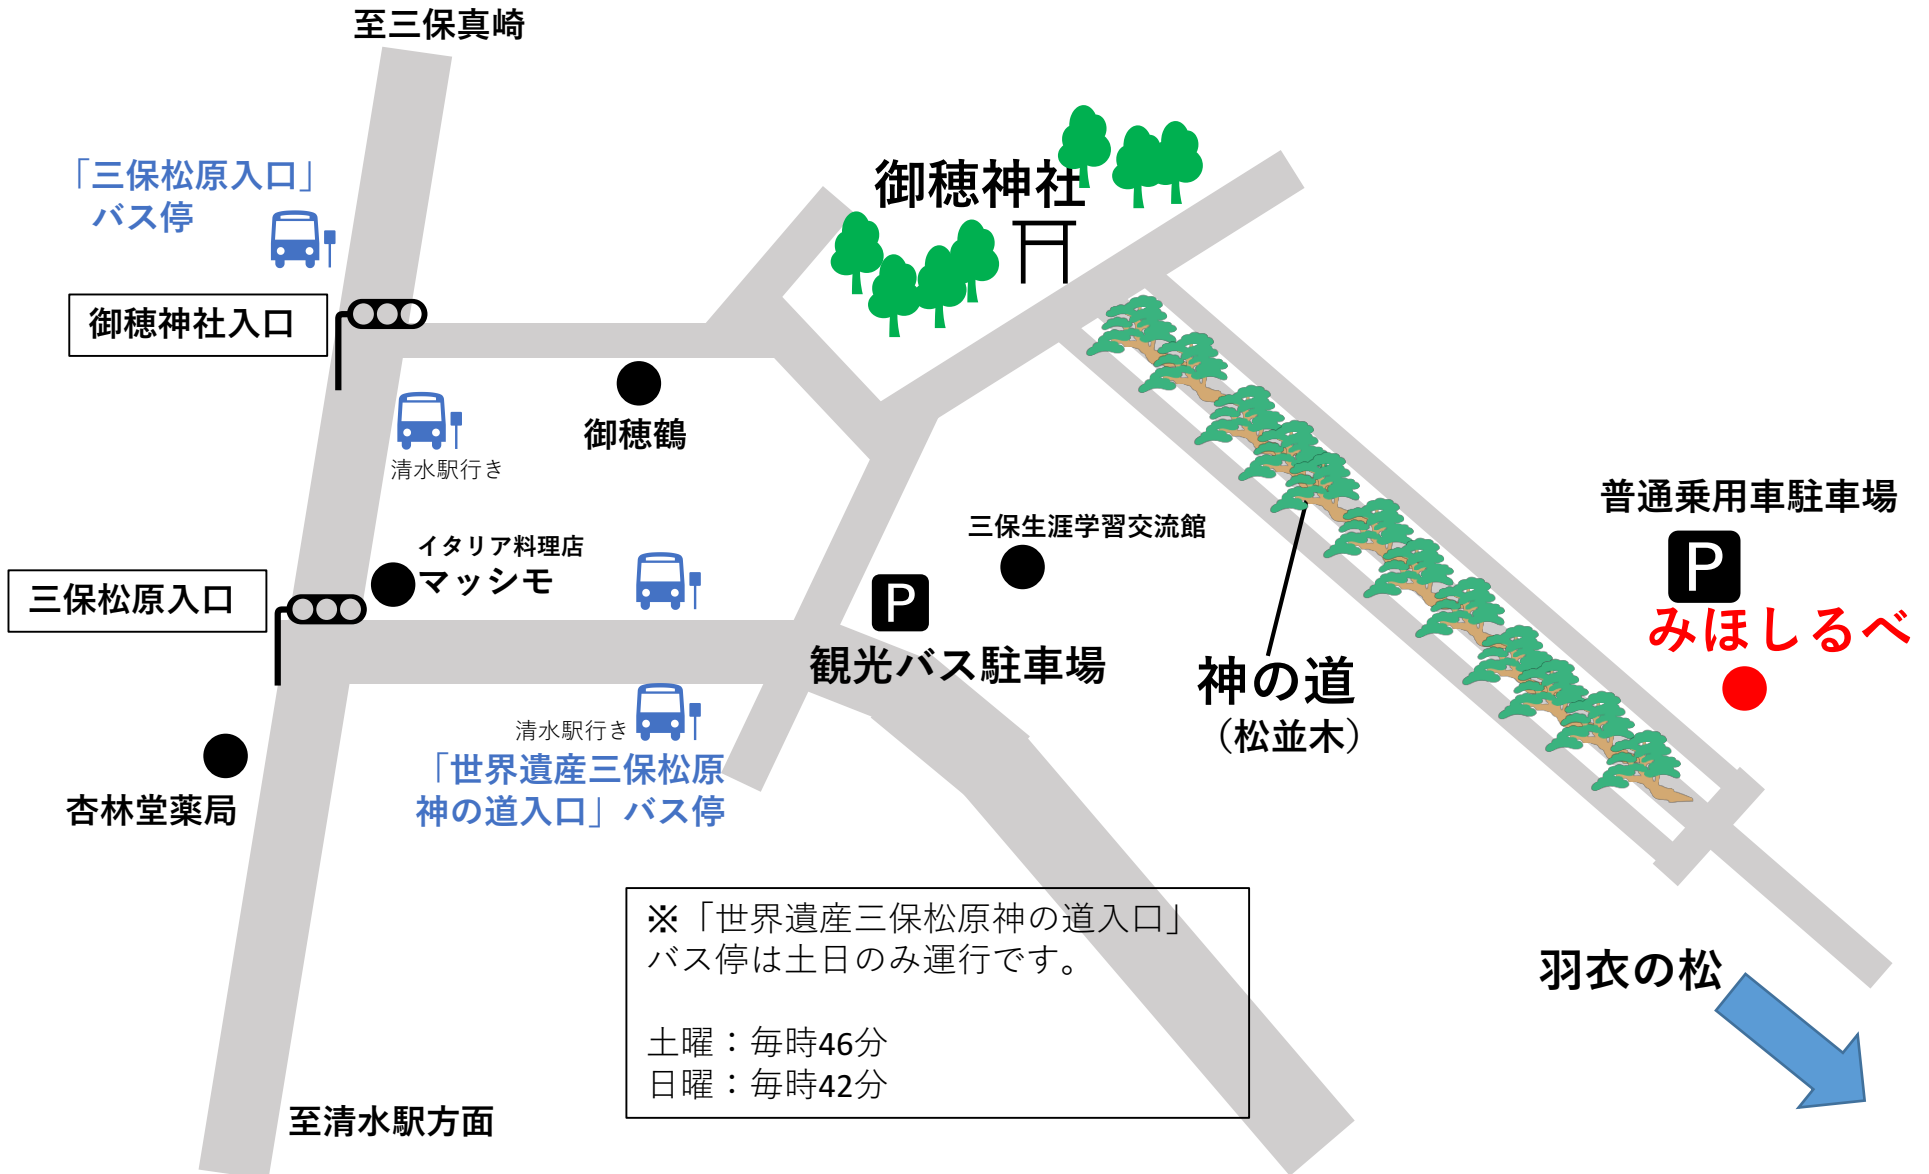 至三保真崎
「三保松原入口」
バス停
御穂神社
御穂神社入口
御穂鶴
清水駅行き
普通乗用車駐車場
P
三保生涯学習交流館
イタリア料理店
マッシモ
三保松原入口
P
みほしるべ
観光バス駐車場
神の道
（松並木）
清水駅行き
「世界遺産三保松原
神の道入口」バス停
杏林堂薬局
※「世界遺産三保松原神の道入口」
バス停は土日のみ運行です。
土曜：毎時46分
日曜：毎時42分
羽衣の松
至清水駅方面